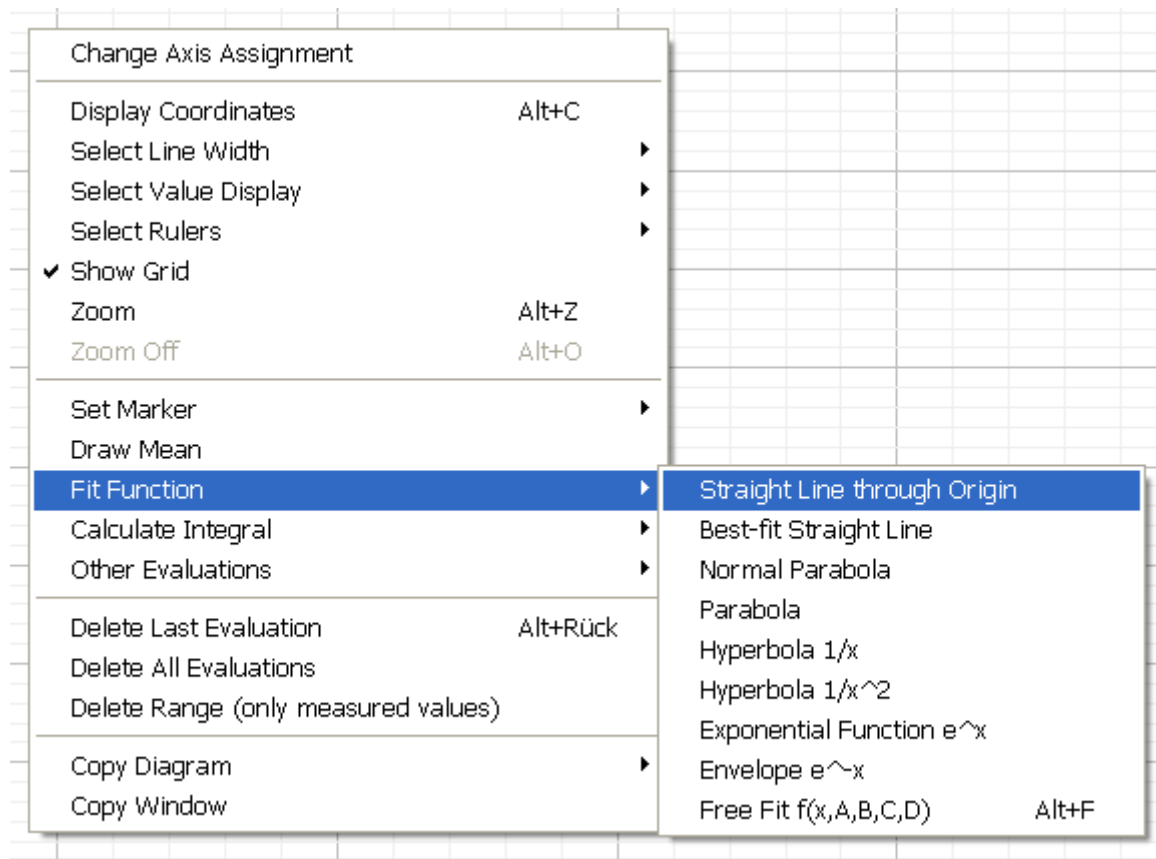 Change Axis Assignment
Display Coordinates Alt+C
Select Line Width
Select Value Display
Select Rulers
Show Grid
Zoom Alt+Z
Zoom Off Alt+O
Set Marker
Draw Mean
Fit Function
Calculate Integral
Other Evaluations
Delete Last Evaluation Alt+Rück
Delete All Evaluations
Delete Range (only measured values)
Copy Diagram
Copy Window
Straight Line through Origin
Best-fit Straight Line
Normal Parabola
Parabola
Hyperbola 1/x
Hyperbola 1/x^2
Exponential Function e^x
Envelope e^-x
Free Fit f(x,A,B,C,D) Alt+F